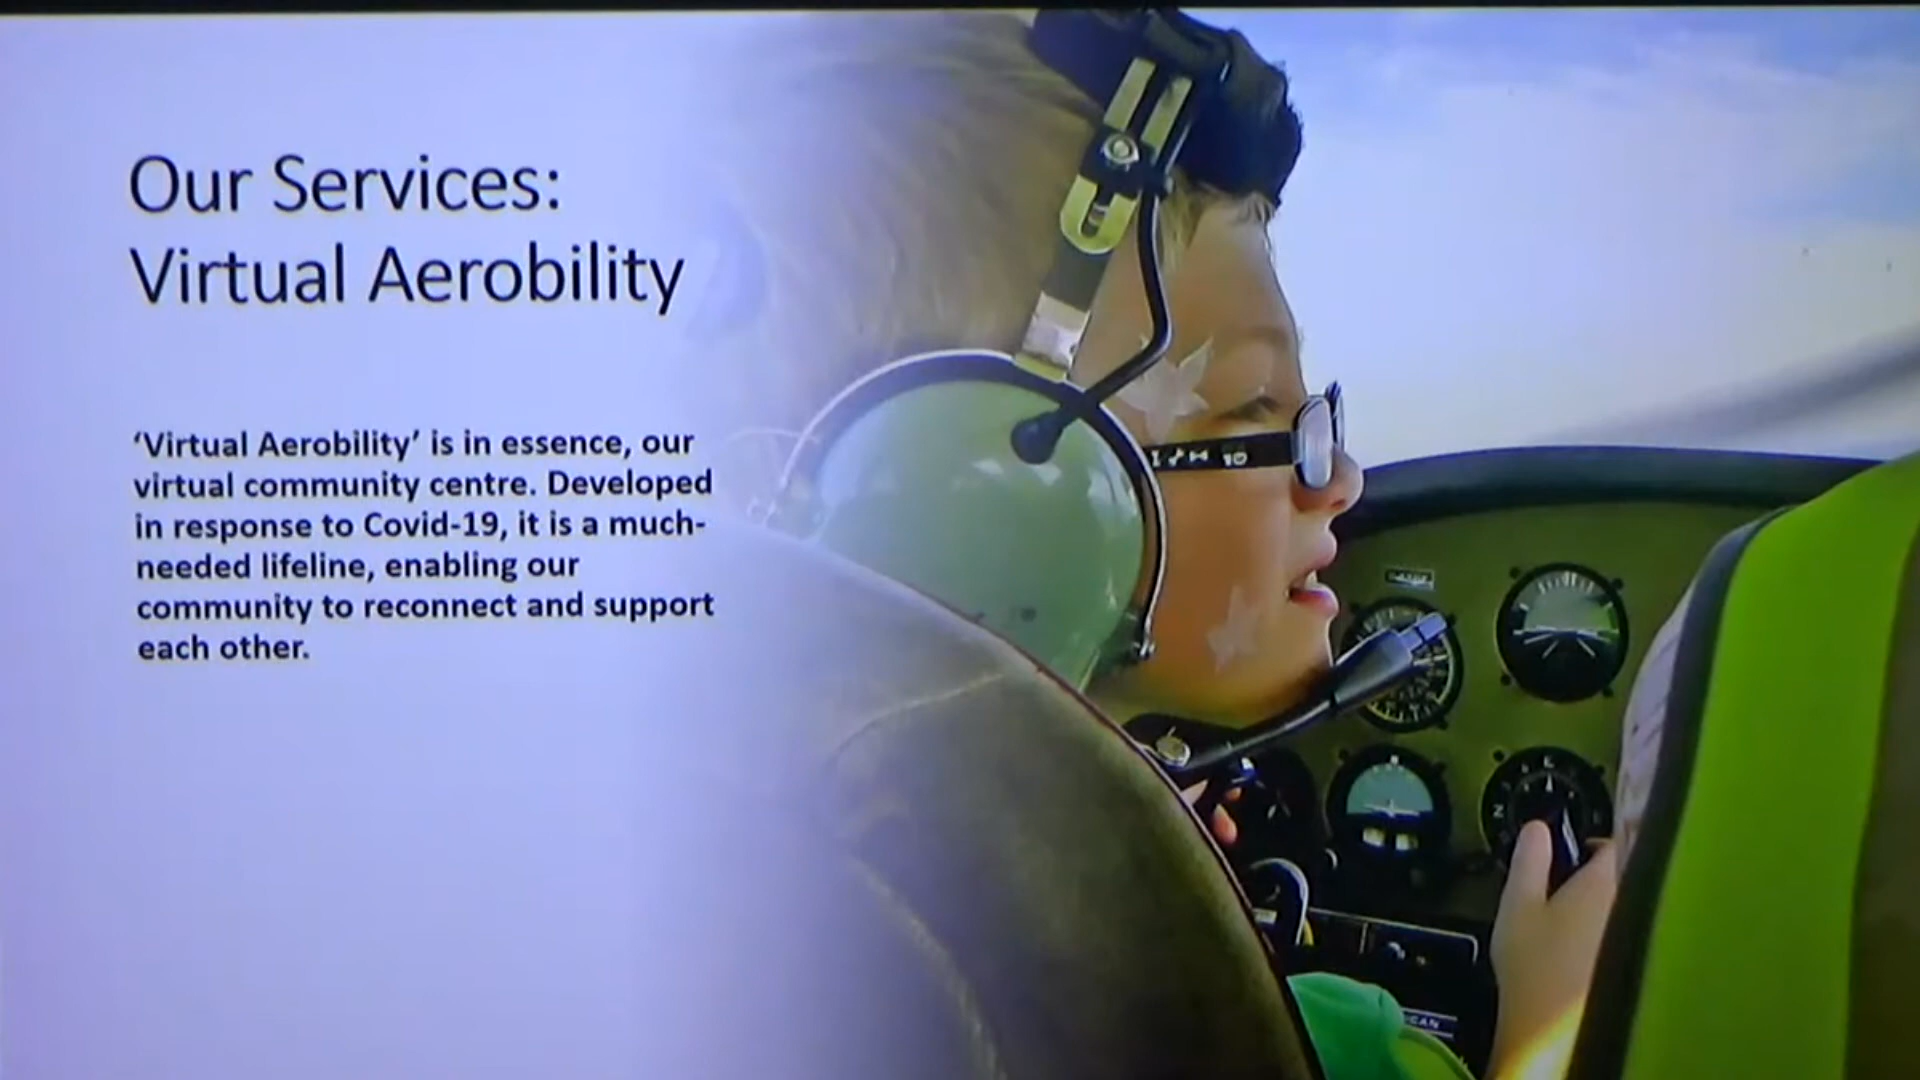 Our Services:
Virtual Aerobility
‘Virtual Aerobility’ is in essence, our
virtual community centre. Developed
in response to Covid-19, it is a much-
needed lifeline, enabling our
community to reconnect and support
each other.